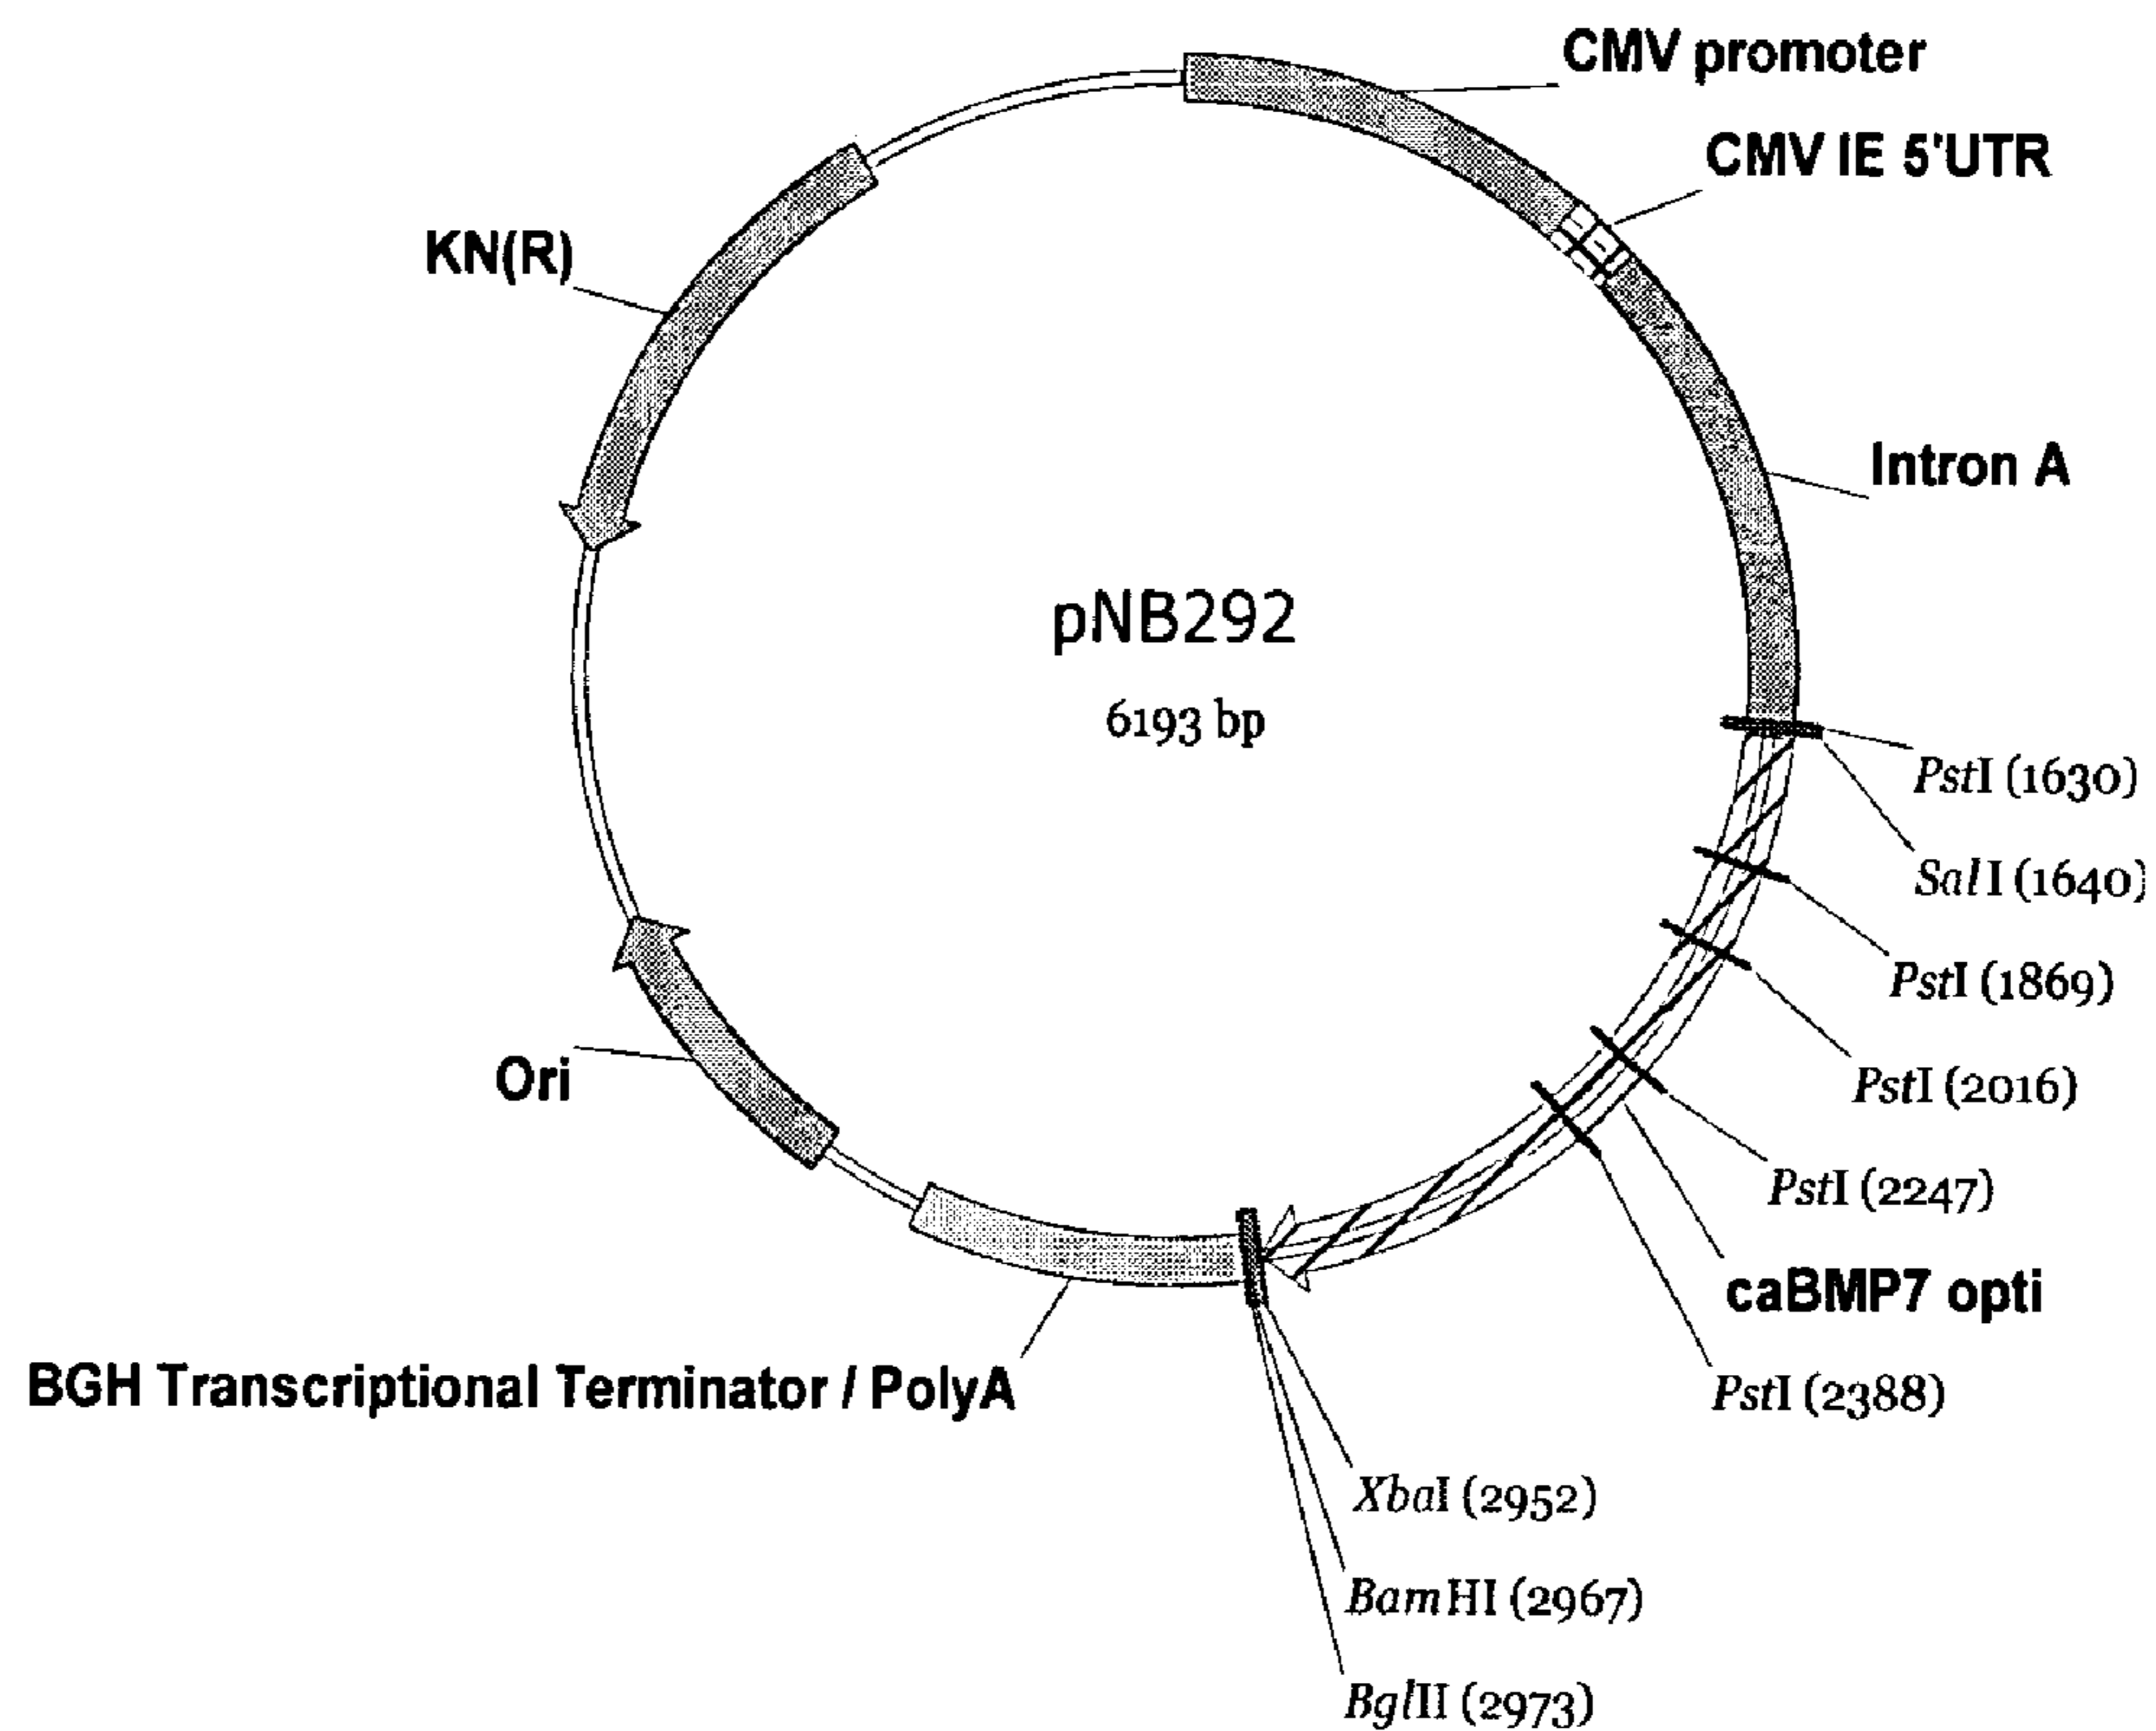 CMV promoter
CMV IE 5'UTR
KN(R)
Intron A
pNB292
6193 bp
PstI (1630)
SalI (1640)
PstI (1869)
PstI (2016)
Ori
PstI (2247)
caBMP7 opti
BGH Transcriptional Terminator / PolyA
PstI (2388)
XbaI (2952)
BamHI (2967)
BglII (2973)